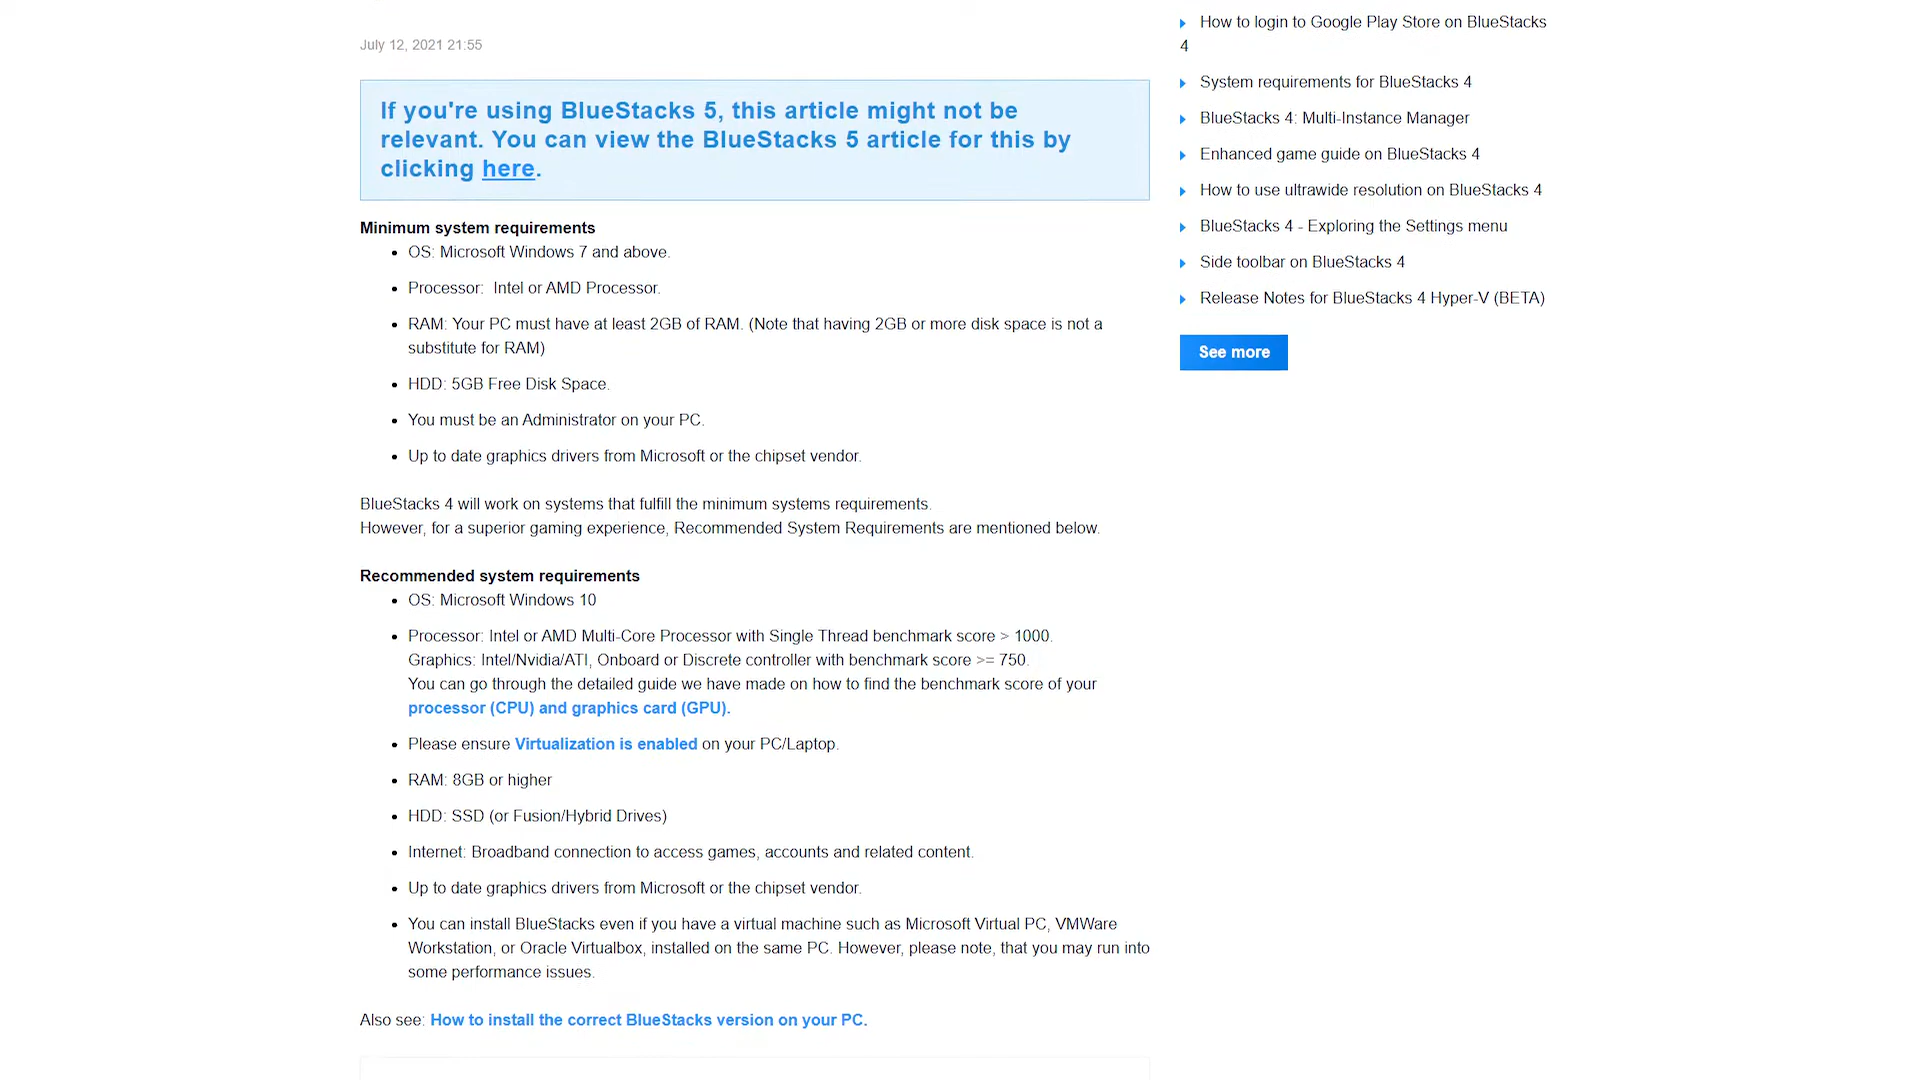 July 12, 2021 21:55
If you're using BlueStacks 5, this article might not be
relevant. You can view the BlueStacks 5 article for this by
clicking here.
Minimum system requirements
OS: Microsoft Windows 7 and above.
Processor:  Intel or AMD Processor.
RAM: Your PC must have at least 2GB of RAM. (Note that having 2GB or more disk space is not a
substitute for RAM)
HDD: 5GB Free Disk Space.
You must be an Administrator on your PC.
Up to date graphics drivers from Microsoft or the chipset vendor.
BlueStacks 4 will work on systems that fulfill the minimum systems requirements.
However, for a superior gaming experience, Recommended System Requirements are mentioned below.
Recommended system requirements
OS: Microsoft Windows 10
Processor: Intel or AMD Multi-Core Processor with Single Thread benchmark score > 1000.
Graphics: Intel/Nvidia/ATI, Onboard or Discrete controller with benchmark score >= 750.
You can go through the detailed guide we have made on how to find the benchmark score of your
processor (CPU) and graphics card (GPU).
Please ensure Virtualization is enabled on your PC/Laptop.
RAM: 8GB or higher
HDD: SSD (or Fusion/Hybrid Drives)
Internet: Broadband connection to access games, accounts and related content.
Up to date graphics drivers from Microsoft or the chipset vendor.
You can install BlueStacks even if you have a virtual machine such as Microsoft Virtual PC, VMWare
Workstation, or Oracle Virtualbox, installed on the same PC. However, please note, that you may run into
some performance issues.
Also see: How to install the correct BlueStacks version on your PC.
How to login to Google Play Store on BlueStacks
4
System requirements for BlueStacks 4
BlueStacks 4: Multi-Instance Manager
Enhanced game guide on BlueStacks 4
How to use ultrawide resolution on BlueStacks 4
BlueStacks 4 - Exploring the Settings menu
Side toolbar on BlueStacks 4
Release Notes for BlueStacks 4 Hyper-V (BETA)
See more